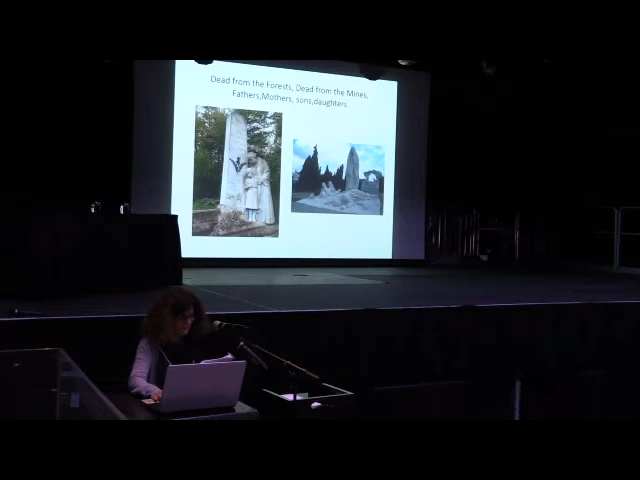 Dead from the Forests, Dead from the Mines,
Fathers,Mothers, sons,daughters